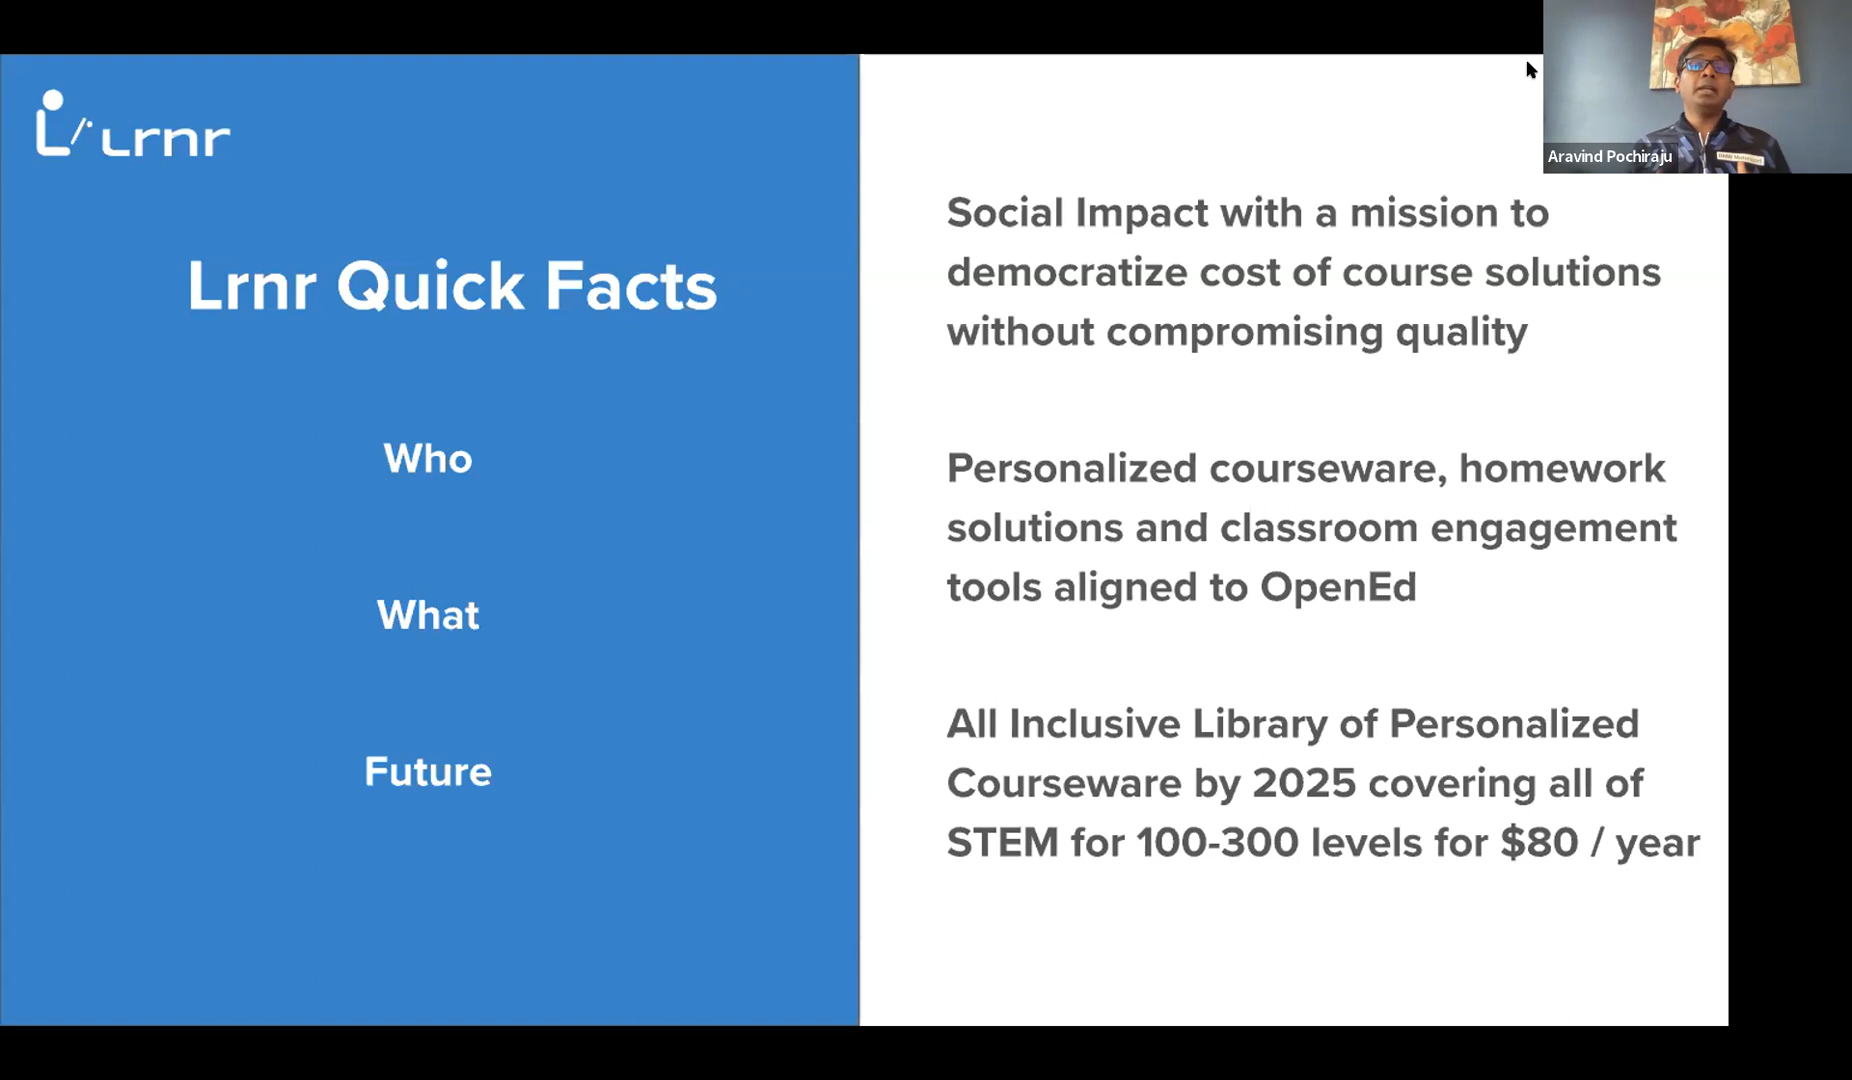 Lrnr
Lrnr Quick Facts
Who
What
Future
Social Impact with a mission to
democratize cost of course solutions
without compromising quality
Personalized courseware, homework
solutions and classroom engagement
tools aligned to OpenEd
All Inclusive Library of Personalized
Courseware by 2025 covering all of
STEM for 100-300 levels for $80 / year
Aravind Pochiraju